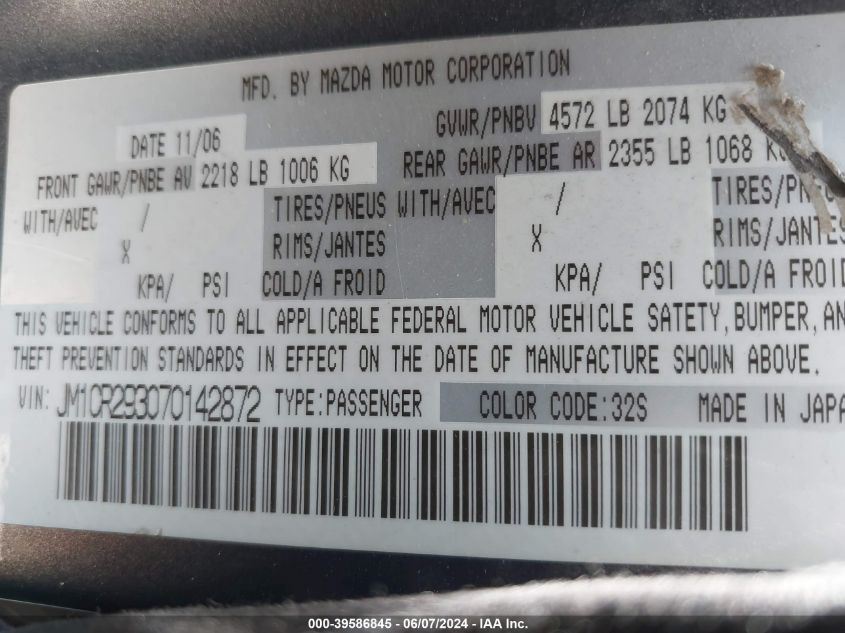 MFD. BY MAZDA MOTOR CORPORATION
DATE 11/06 GVWR/PNBV 4572 LB 2074 KG
FRONT GAWR/PNBE AV 2218 LB 1006 KG REAR GAWR/PNBE AR 2355 LB 1068
WITH/AVEC / TIRES/PNEUS WITH/AVEC / TIRES/PNEU
X RIMS/JANTES X RIMS/JANTES
KPA/ PSI COLD/A FROID KPA/ PSI COLD/A FROID
THIS VEHICLE CONFORMS TO ALL APPLICABLE FEDERAL MOTOR VEHICLE SATETY, BUMPER, AN
THEFT PREVENTION STANDARDS IN EFFECT ON THE DATE OF MANUFACTURE SHOWN ABOVE.
VIN: JM1CR293070142872 TYPE:PASSENGER COLOR CODE:32S MADE IN JAPA
000-39586845 - 06/07/2024 - IAA Inc.